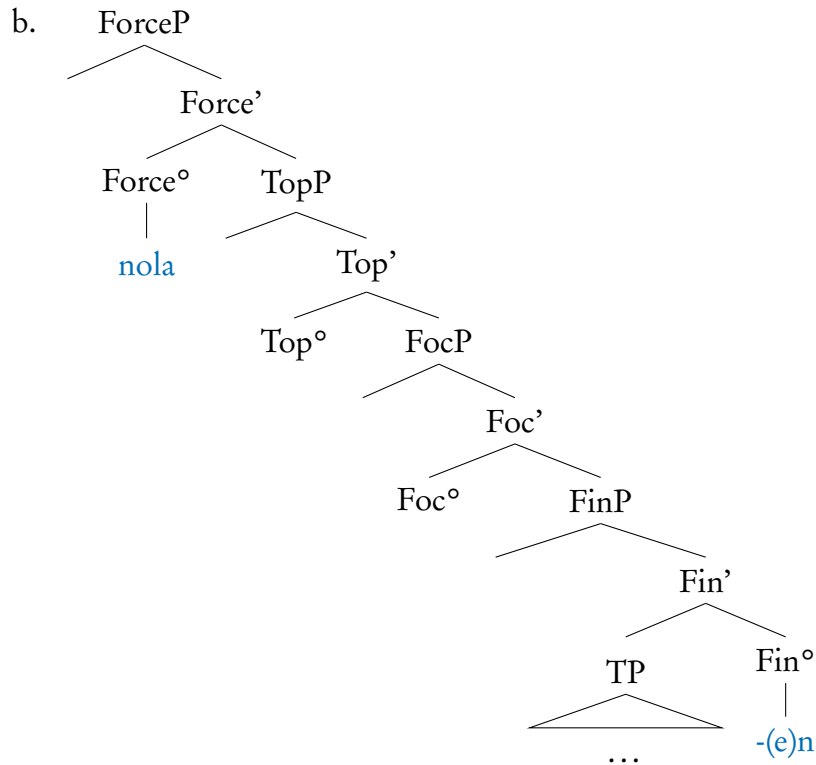 b. ForceP
Force’
Force° TopP
nola Top’
Top° FocP
Foc’
Foc° FinP
Fin’
TP Fin°
... -(e)n